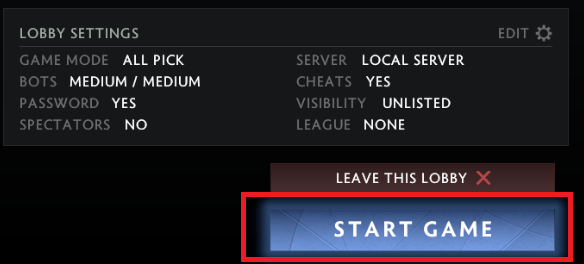 LOBBY SETTINGS EDIT
GAME MODE ALL PICK SERVER LOCAL SERVER
BOTS MEDIUM / MEDIUM CHEATS YES
PASSWORD YES VISIBILITY UNLISTED
SPECTATORS NO LEAGUE NONE
LEAVE THIS LOBBY
START GAME